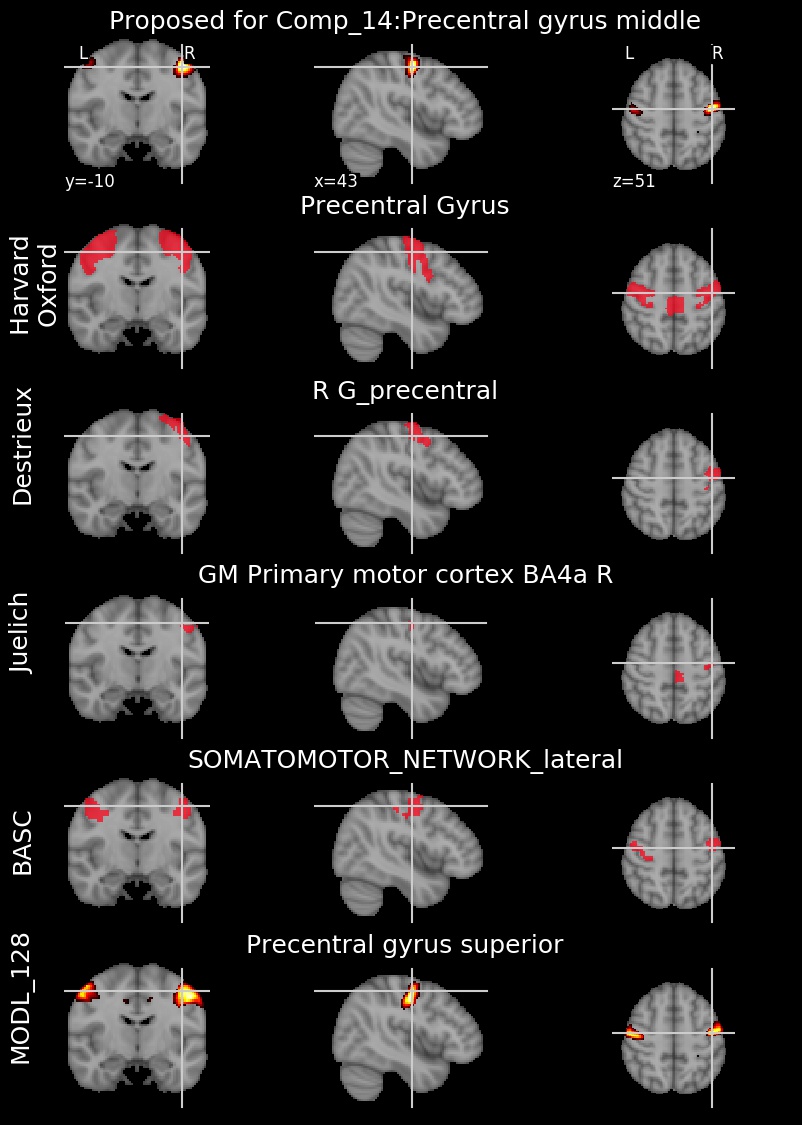 Proposed for Comp_14:Precentral gyrus middle
L R
L R
y=-10
x=43
z=51
Precentral Gyrus
Harvard
Oxford
R G_precentral
Destrieux
GM Primary motor cortex BA4a R
Juelich
SOMATOMOTOR_NETWORK_lateral
BASC
Precentral gyrus superior
MODL_128